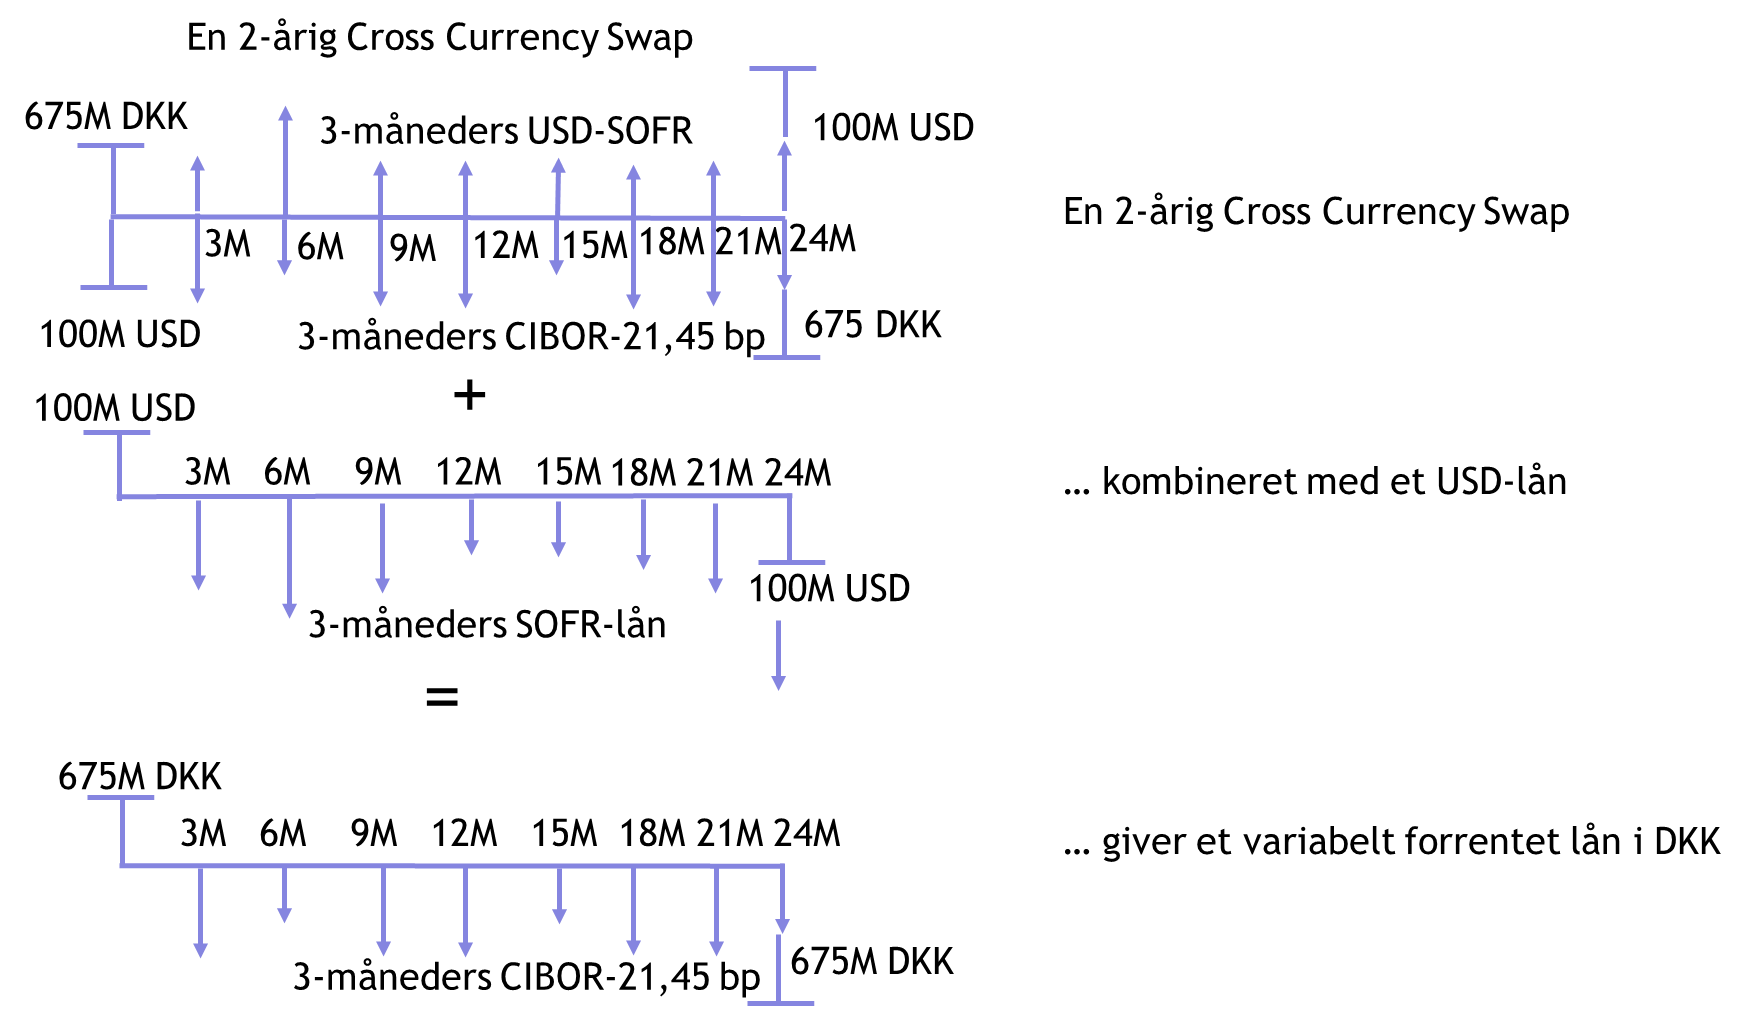 En 2-årig Cross Currency Swap
675M DKK
3-måneders USD-SOFR
100M USD
En 2-årig Cross Currency Swap
3M 6M 9M 12M 15M 18M 21M 24M
100M USD
3-måneders CIBOR-21,45 bp
675 DKK
+
100M USD
3M 6M 9M 12M 15M 18M 21M 24M
… kombineret med et USD-lån
100M USD
3-måneders SOFR-lån
=
675M DKK
3M 6M 9M 12M 15M 18M 21M 24M
… giver et variabelt forrentet lån i DKK
3-måneders CIBOR-21,45 bp
675M DKK